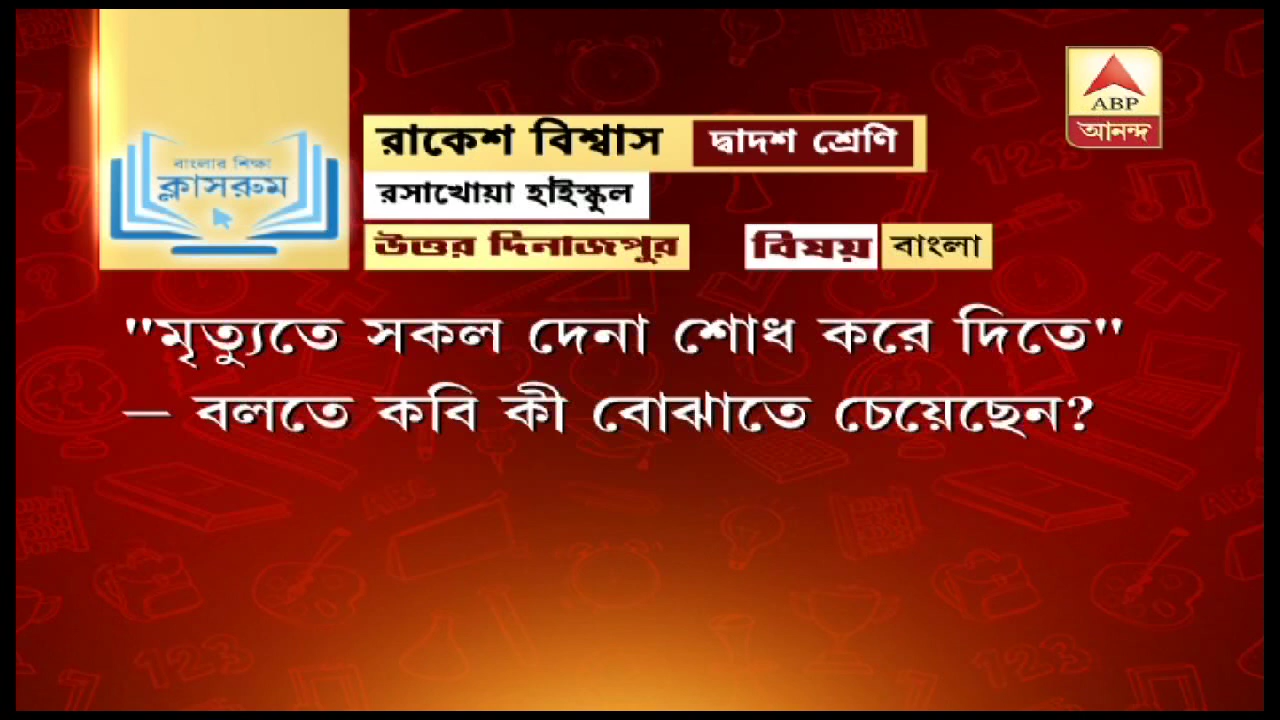 ABP
আনন্দ
রাকেশ বিশ্বাস দ্বাদশ শ্রেণি
বাংলার শিক্ষা
ক্লাসরুম
রসাখোয়া হাইস্কুল
উত্তর দিনাজপুর বিষয় বাংলা
"মৃত্যুতে সকল দেনা শোধ করে দিতে"
– বলতে কবি কী বোঝাতে চেয়েছেন?